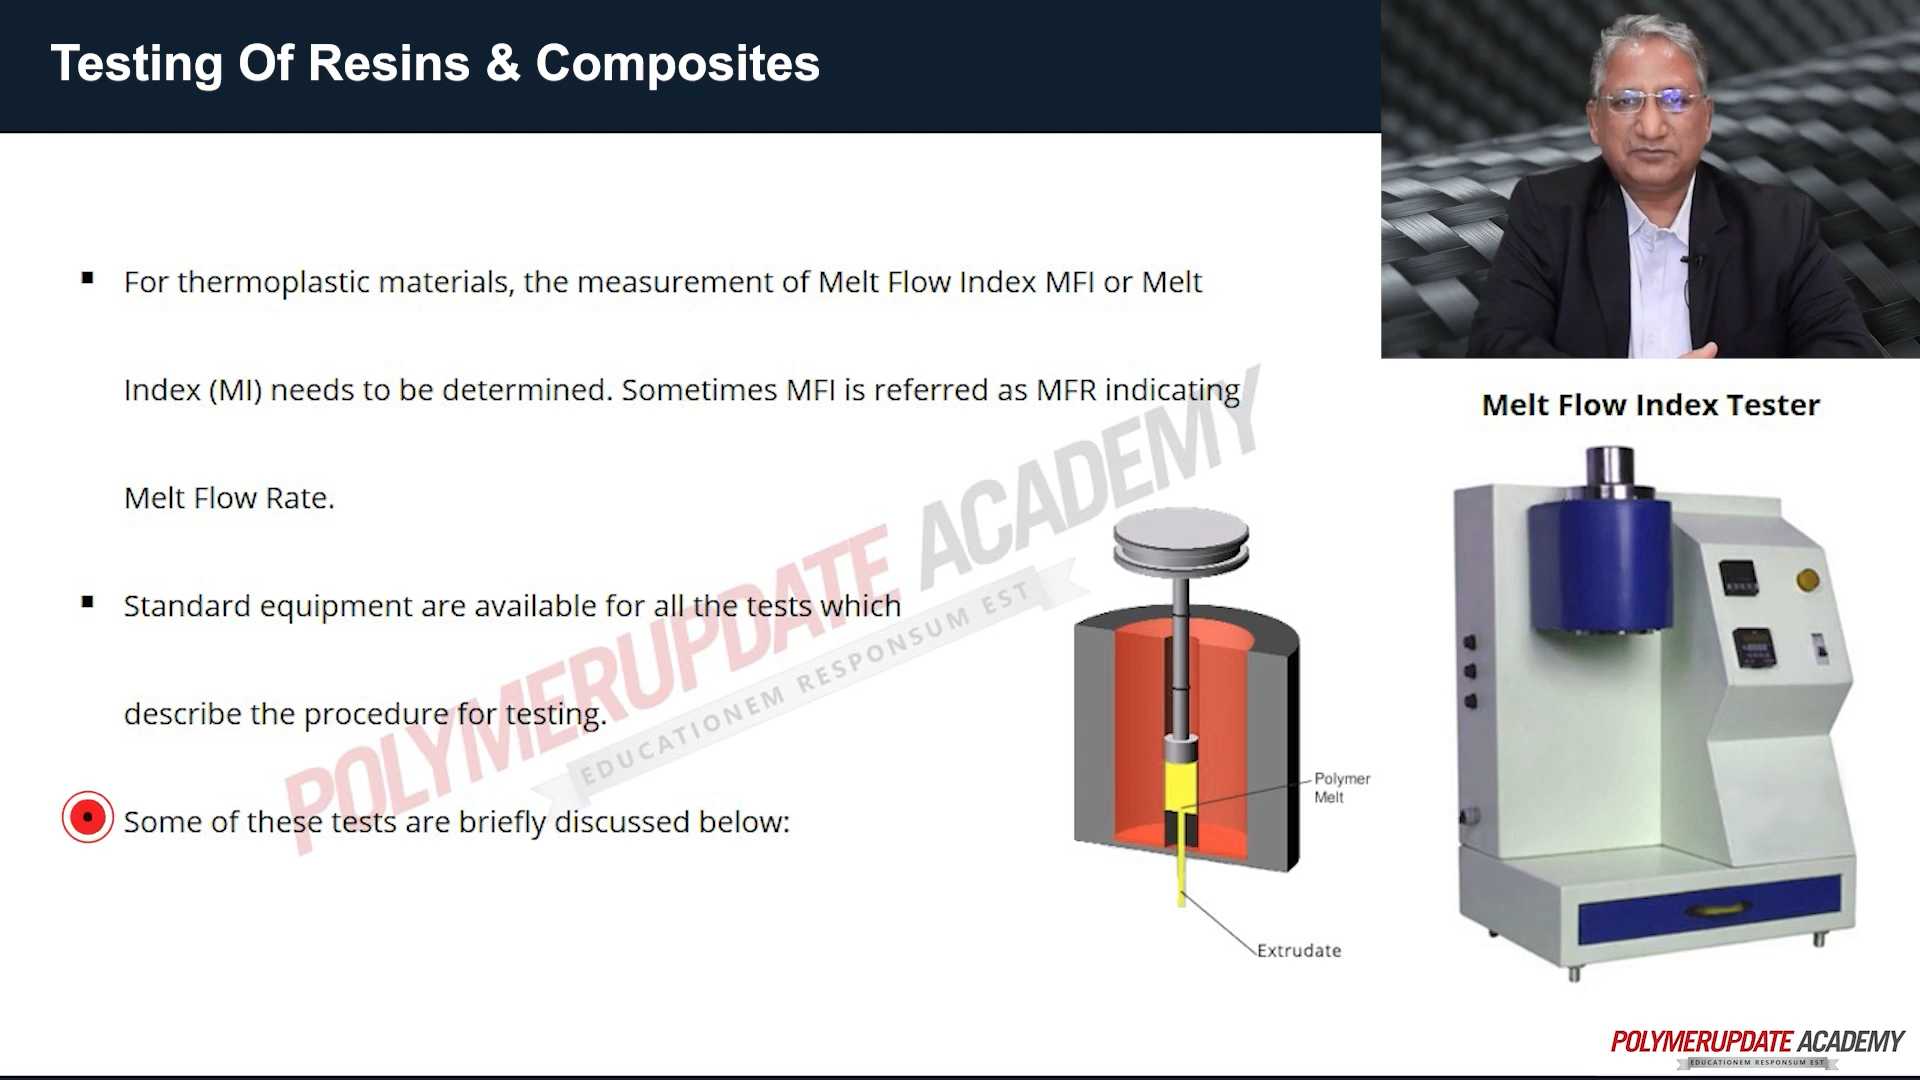 Testing Of Resins & Composites
For thermoplastic materials, the measurement of Melt Flow Index MFI or Melt
Index (MI) needs to be determined. Sometimes MFI is referred as MFR indicating
Melt Flow Rate.
Standard equipment are available for all the tests which
describe the procedure for testing.
Some of these tests are briefly discussed below:
Polymer
Melt
Extrudate
Melt Flow Index Tester
POLYMERUPDATE ACADEMY
EDUCATIONEM RESPONSUM EST
POLYMERUPDATE ACADEMY
EDUCATIONEM RESPONSUM EST